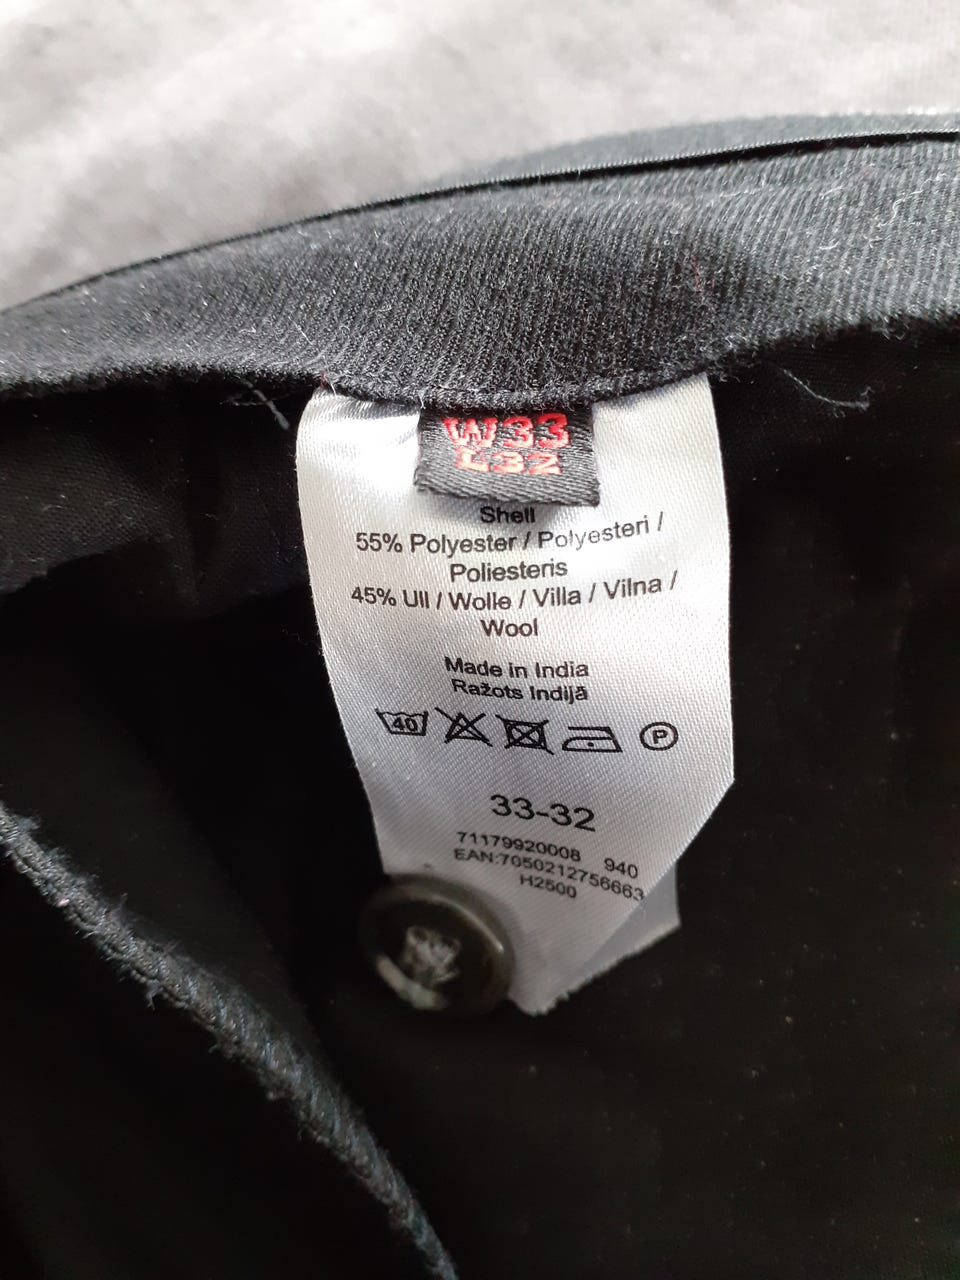 W33
L32
Shell
55% Polyester / Polyesteri /
Poliesteris
45% Ull / Wolle / Villa / Vilna /
Wool
Made in India
Ražots Indijā
40 P
33-32
71179920008 940
EAN:7050212756663
H2500